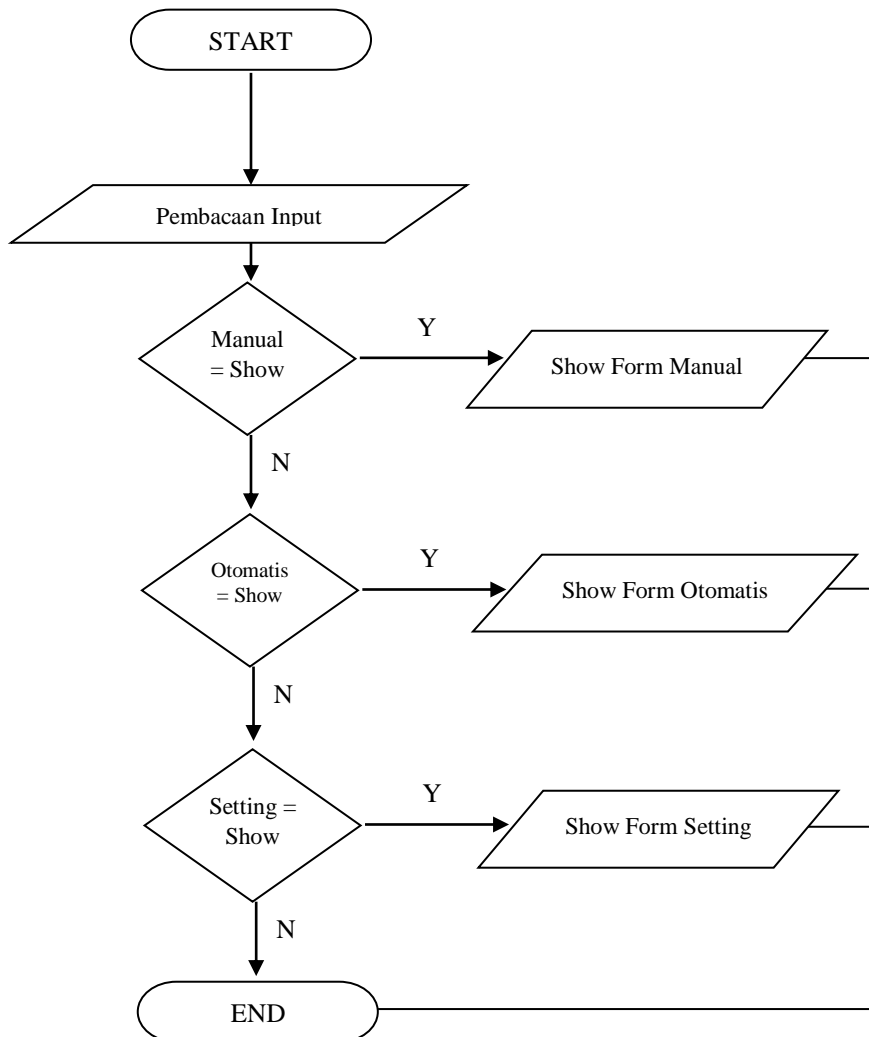 START
Pembacaan Input
Manual
= Show
Y
Show Form Manual
N
Otomatis
= Show
Y
Show Form Otomatis
N
Setting =
Show
Y
Show Form Setting
N
END